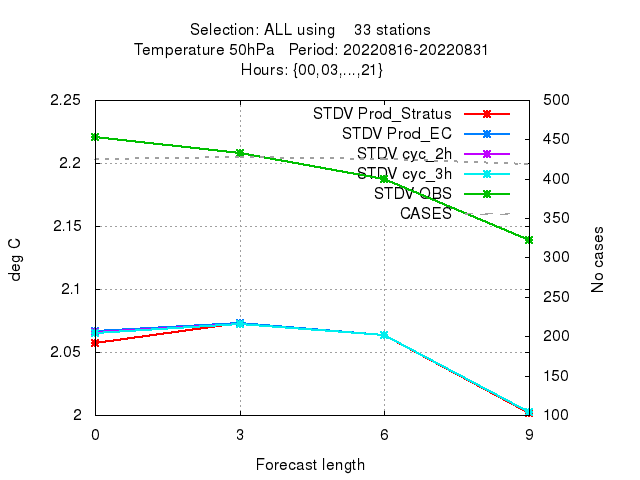 Selection: ALL using 33 stations
Temperature 50hPa Period: 20220816-20220831
Hours: {00,03,...,21}
2.25
2.2
2.15
2.1
2.05
2
500
450
400
350
300
250
200
150
100
STDV Prod_Stratus
STDV Prod_EC
STDV cyc_2h
STDV cyc_3h
STDV OBS
CASES
deg C
No cases
0 3 6 9
Forecast length